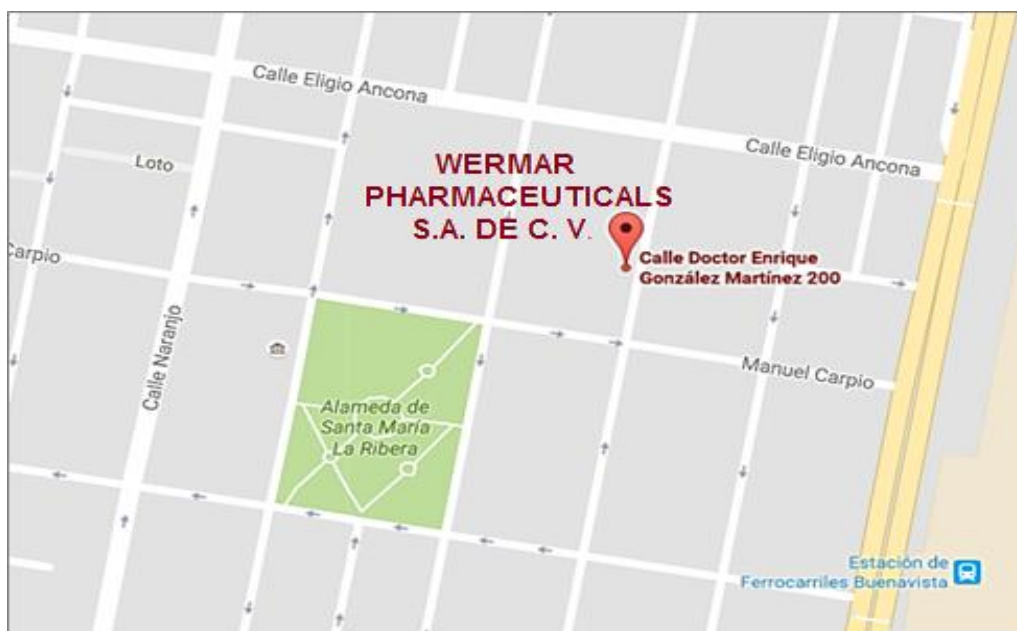 Calle Eligio Ancona
Calle Eligio Ancona
Loto
WERMAR
PHARMACEUTICALS
S.A. DE C. V.
Calle Doctor Enrique
González Martínez 200
Carpio
Calle Naranjo
Manuel Carpio
Alameda de
Santa María
La Ribera
Estación de
Ferrocarriles Buenavista